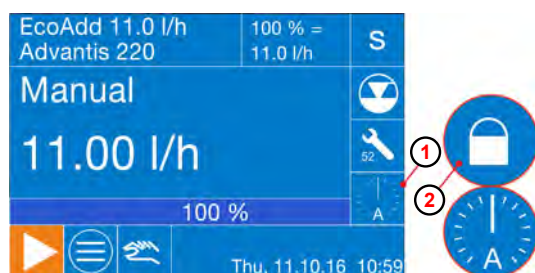 EcoAdd 11.0 l/h
Advantis 220
100 % =
11.0 l/h
S
Manual
11.00 l/h
52
100 %
A
Thu, 11.10.16 10:59
1
2
A